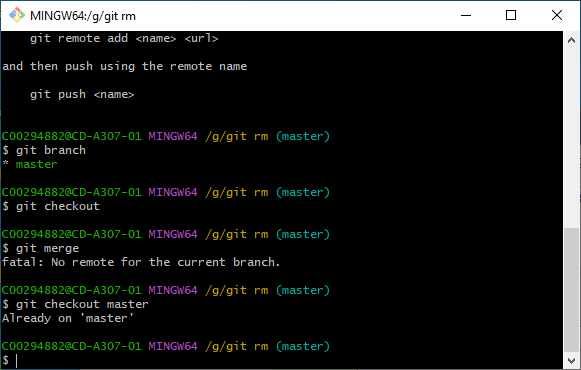 MINGW64:/g/git rm
git remote add <name> <url>
and then push using the remote name
git push <name>
C00294882@CD-A307-01 MINGW64 /g/git rm (master)
$ git branch
* master
C00294882@CD-A307-01 MINGW64 /g/git rm (master)
$ git checkout
C00294882@CD-A307-01 MINGW64 /g/git rm (master)
$ git merge
fatal: No remote for the current branch.
C00294882@CD-A307-01 MINGW64 /g/git rm (master)
$ git checkout master
Already on 'master'
C00294882@CD-A307-01 MINGW64 /g/git rm (master)
$